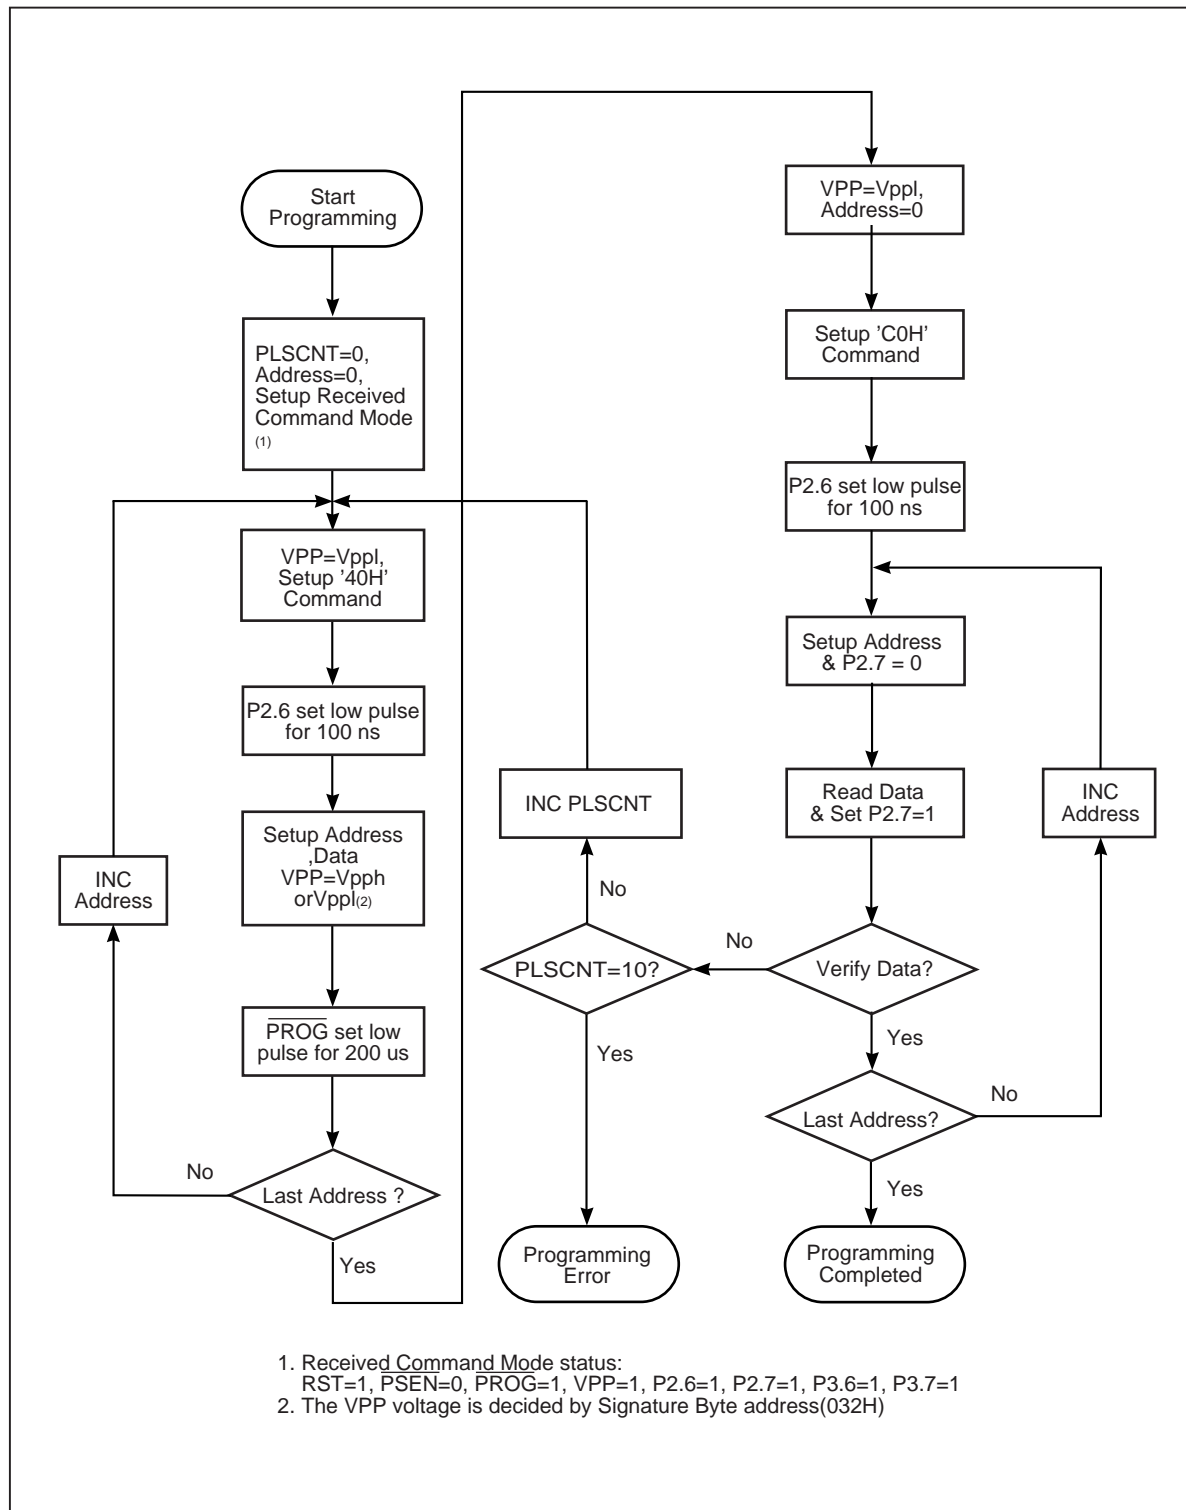 Start
Programming
PLSCNT=0,
Address=0,
Setup Received
Command Mode
(1)
VPP=Vppl,
Setup ’40H’
Command
P2.6 set low pulse
for 100 ns
Setup Address
,Data
VPP=Vpph
orVppl(2)
PROG set low
pulse for 200 us
Last Address ?
No
Yes
INC
Address
VPP=Vppl,
Address=0
Setup ’C0H’
Command
P2.6 set low pulse
for 100 ns
Setup Address
& P2.7 = 0
Read Data
& Set P2.7=1
Verify Data?
No
Yes
PLSCNT=10?
No
Yes
INC PLSCNT
Programming
Error
Last Address?
No
Yes
INC
Address
Programming
Completed
1. Received Command Mode status:
RST=1, PSEN=0, PROG=1, VPP=1, P2.6=1, P2.7=1, P3.6=1, P3.7=1
2. The VPP voltage is decided by Signature Byte address(032H)